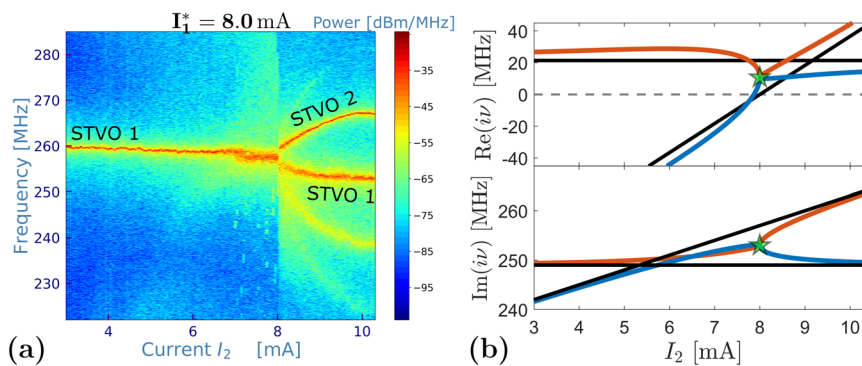 I₁* = 8.0 mA
Power [dBm/MHz]
Frequency [MHz]
280
270
260
250
240
230
STVO 1
STVO 2
STVO 1
4
6
8
10
Current I₂ [mA]
−35
−45
−55
−65
−75
−85
−95
(a)
Re(iν) [MHz]
40
20
0
-40
Im(iν) [MHz]
260
250
240
3
4
5
6
7
8
9
10
I₂ [mA]
(b)